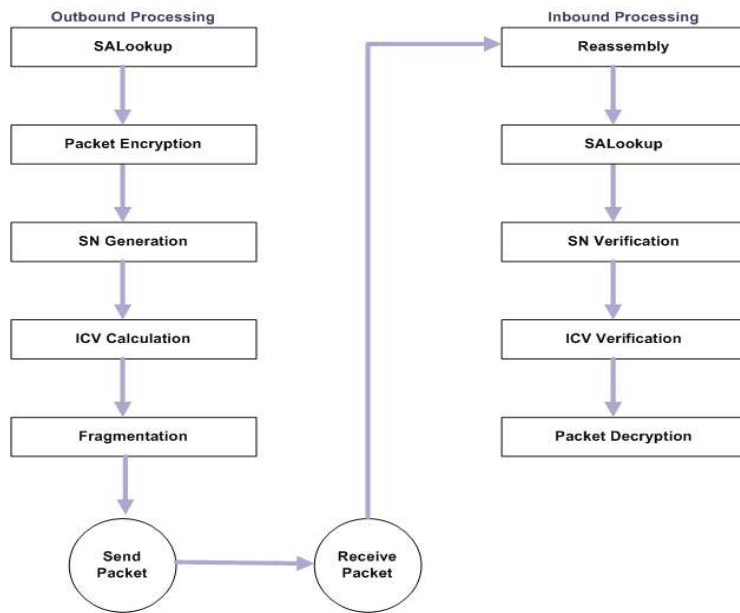 Outbound Processing
SALookup
Packet Encryption
SN Generation
ICV Calculation
Fragmentation
Send
Packet
Receive
Packet
Inbound Processing
Reassembly
SALookup
SN Verification
ICV Verification
Packet Decryption